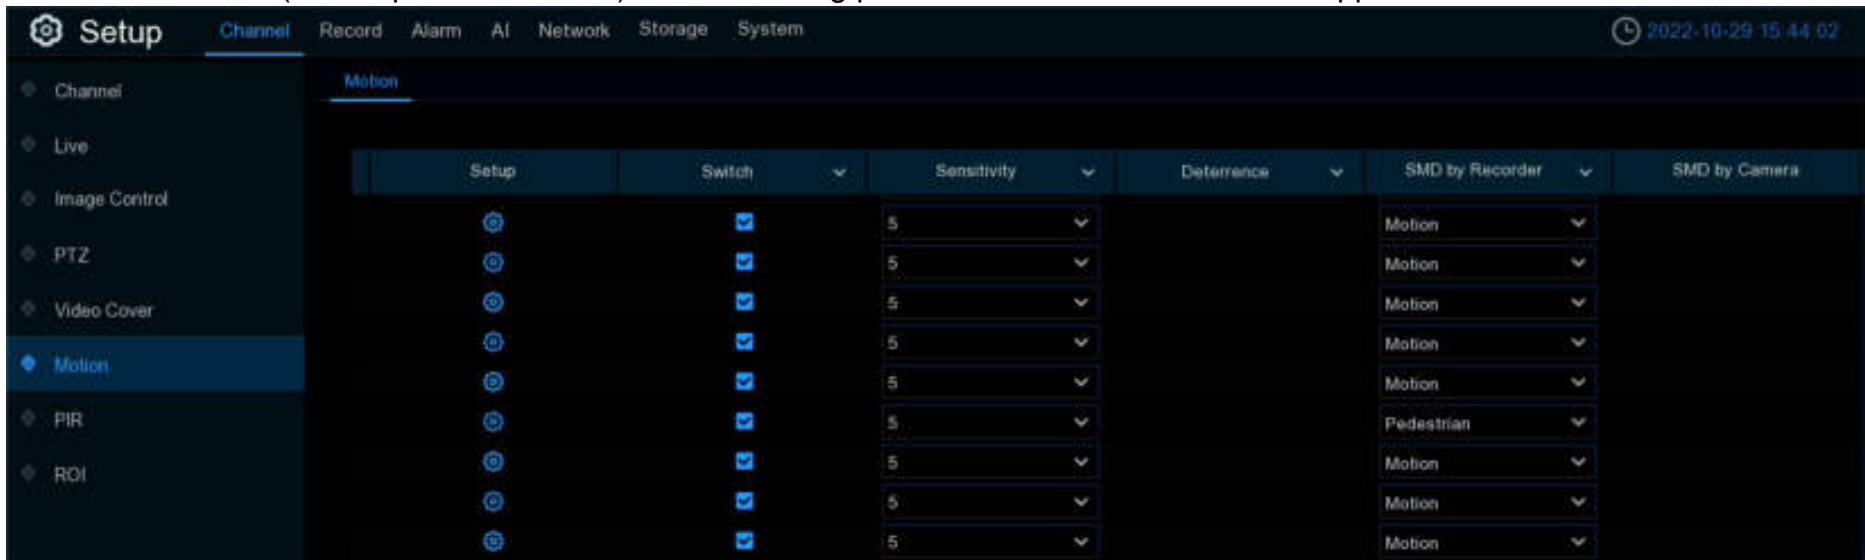 Setup Channel Record Alarm AI Network Storage System 2022-10-29 15:44:02
Channel
Motion
Live
Setup Switch Sensitivity Deterrence SMD by Recorder SMD by Camera
Image Control
5 Motion
PTZ
5 Motion
Video Cover
5 Motion
5 Motion
Motion
5 Motion
PIR
5 Pedestrian
ROI
5 Motion
5 Motion
5 Motion